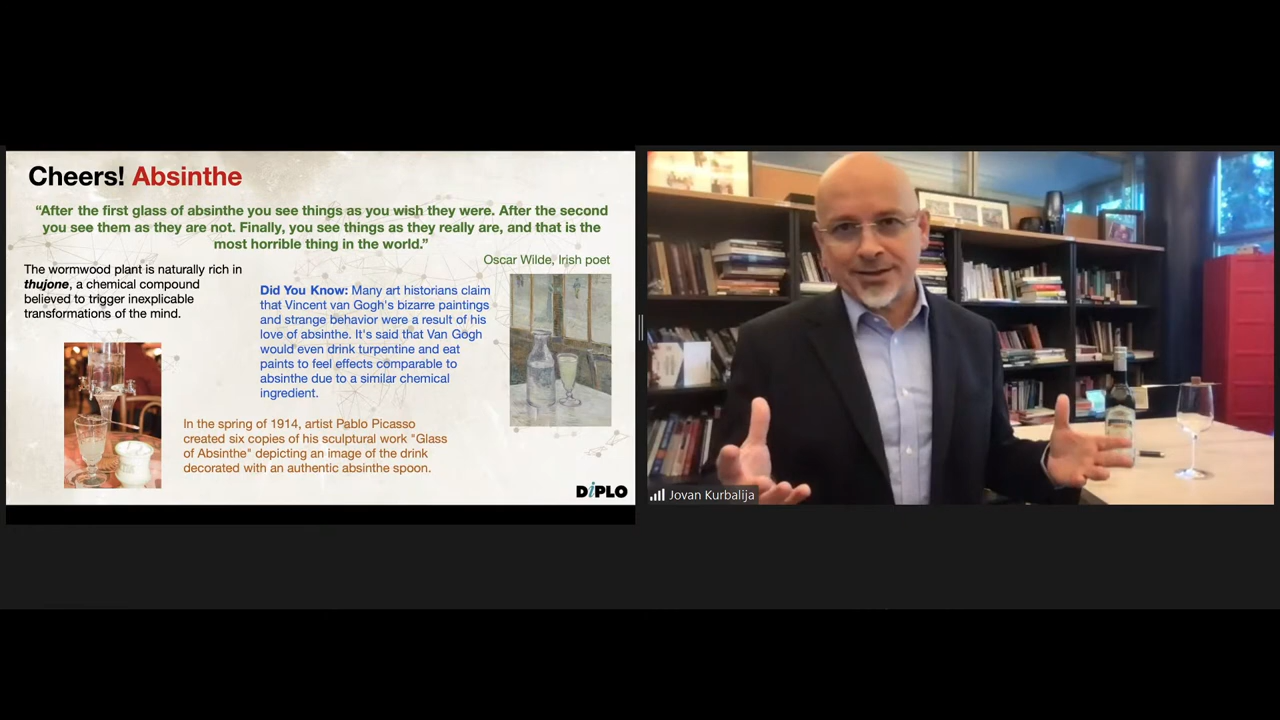 Cheers! Absinthe
“After the first glass of absinthe you see things as you wish they were. After the second
you see them as they are not. Finally, you see things as they really are, and that is the
most horrible thing in the world.”
Oscar Wilde, Irish poet
The wormwood plant is naturally rich in
thujone, a chemical compound
believed to trigger inexplicable
transformations of the mind.
Did You Know: Many art historians claim
that Vincent van Gogh's bizarre paintings
and strange behavior were a result of his
love of absinthe. It's said that Van Gogh
would even drink turpentine and eat
paints to feel effects comparable to
absinthe due to a similar chemical
ingredient.
In the spring of 1914, artist Pablo Picasso
created six copies of his sculptural work "Glass
of Absinthe" depicting an image of the drink
decorated with an authentic absinthe spoon.
DiPLO
Jovan Kurbalija